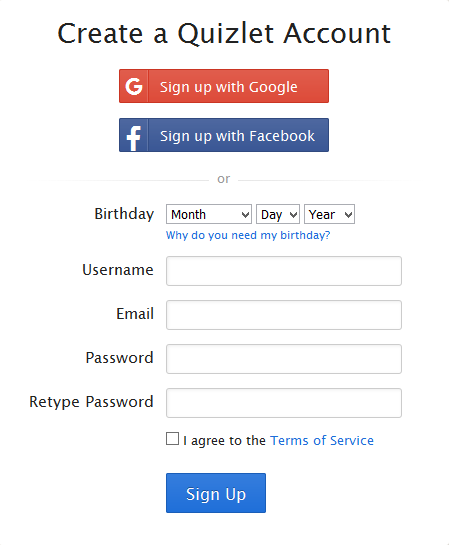 Create a Quizlet Account
G Sign up with Google
f Sign up with Facebook
or
Birthday Month Day Year
Why do you need my birthday?
Username
Email
Password
Retype Password
I agree to the Terms of Service
Sign Up